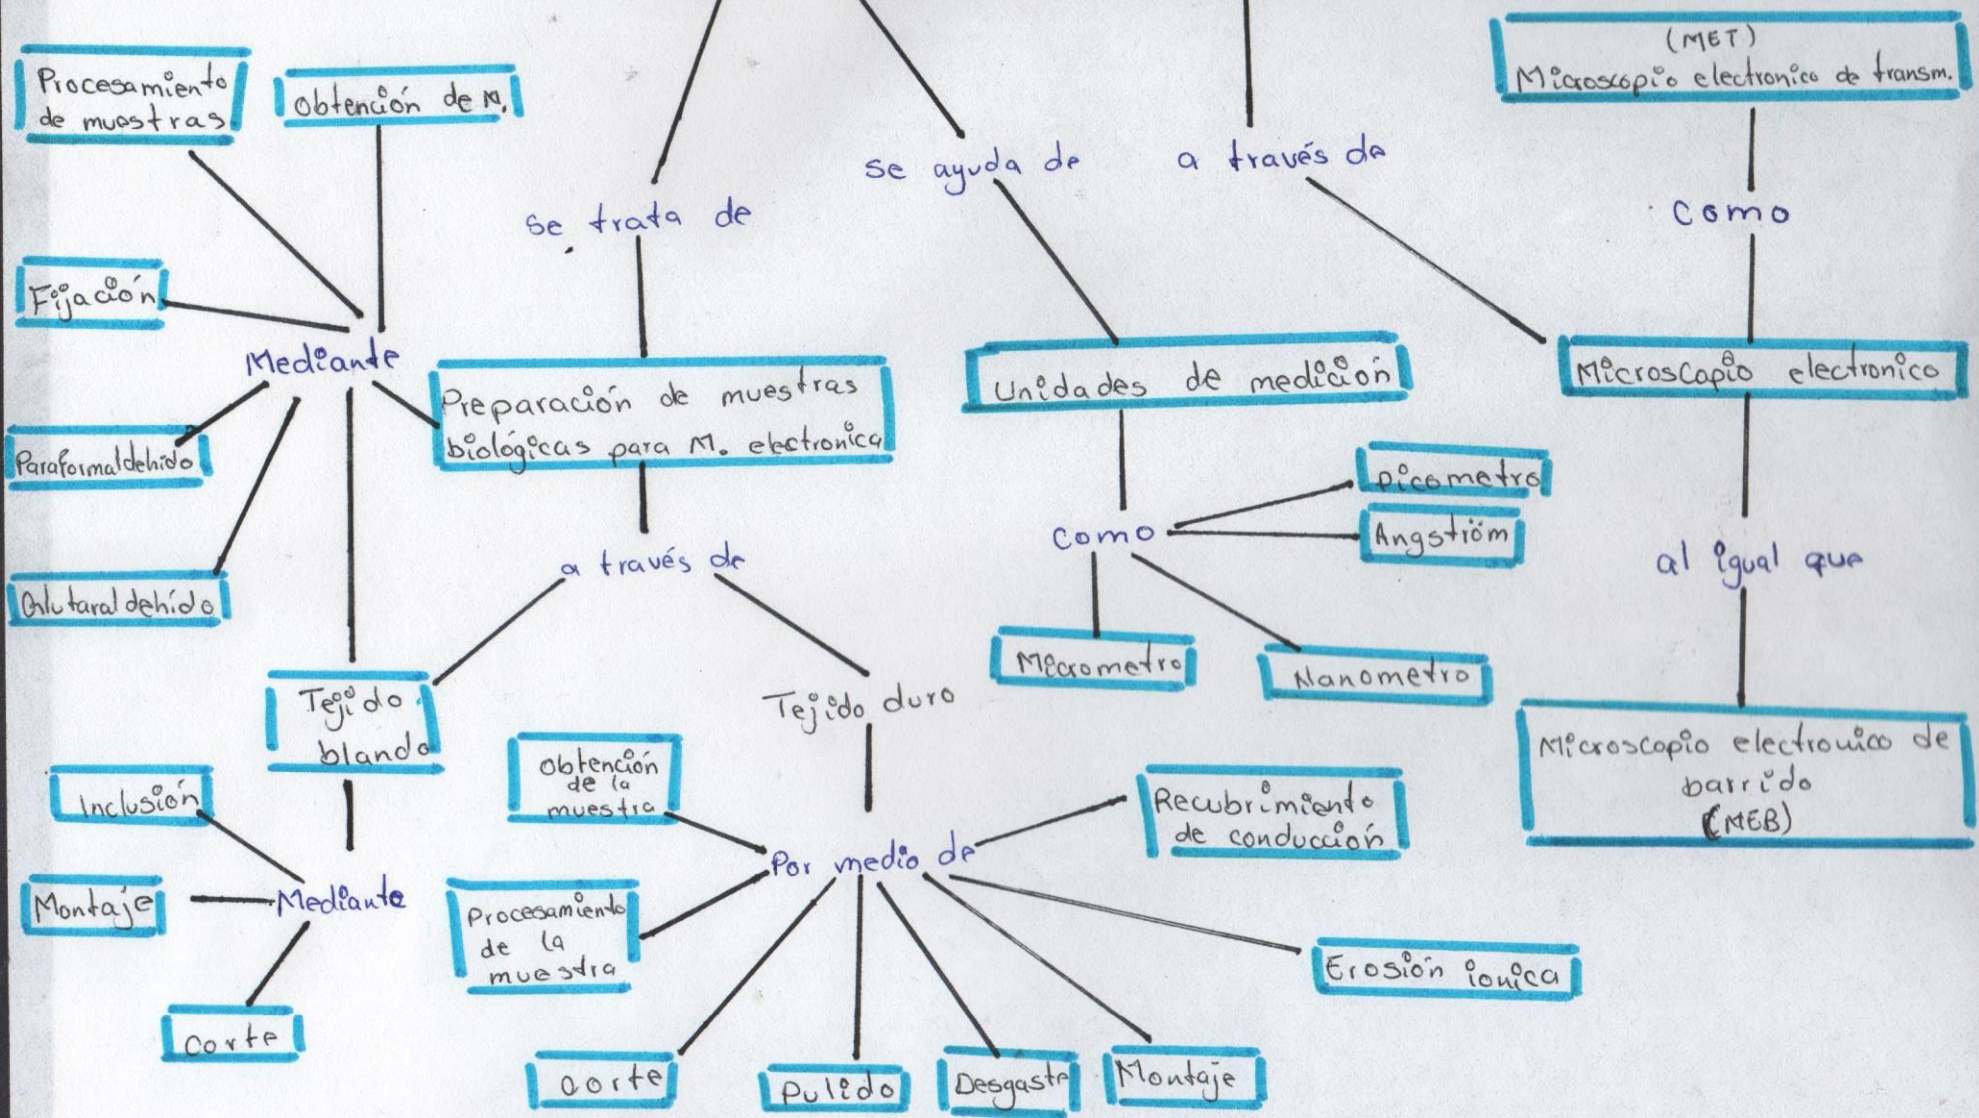 (MET)
Microscopio electronico de transm.
Procesamiento
de muestras
Obtención de M.
se ayuda de
a través de
se trata de
Como
Fijación
Mediante
Preparación de muestras
biológicas para M. electronica
Unidades de medición
Microscopio electronico
Paraformaldehido
picometro
Como
Angström
a través de
al igual que
Glutaraldehído
Micrometro
Nanometro
Tejido
blando
Tejido duro
Microscopio electronico de
barrido
(MEB)
Obtención
de la
muestra
Inclusión
Recubrimiento
de conducción
Por medio de
Montaje
Mediante
Procesamiento
de la
muestra
Erosión ionica
Corte
Corte
Pulido
Desgaste
Montaje